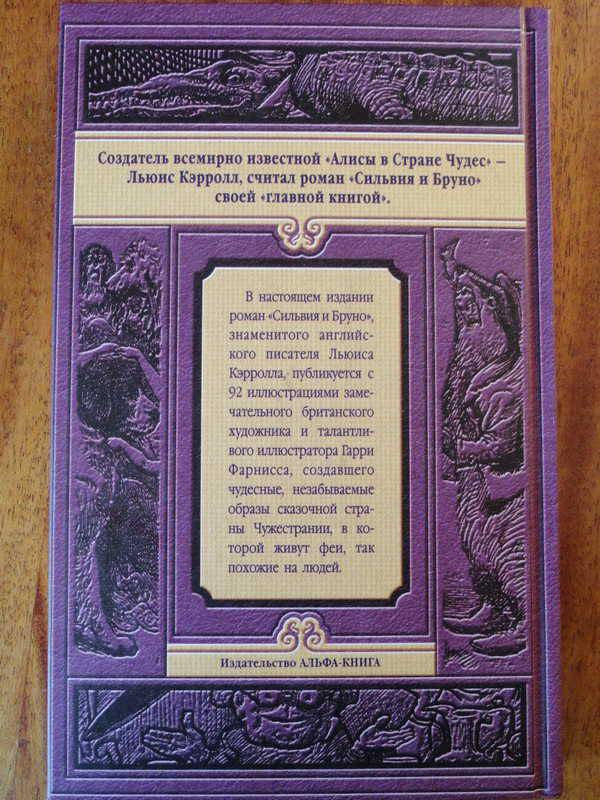 Создатель всемирно известной «Алисы в Стране Чудес» –
Льюис Кэрролл, считал роман «Сильвия и Бруно»
своей «главной книгой».
В настоящем издании
роман «Сильвия и Бруно»,
знаменитого английс-
кого писателя Льюиса
Кэрролла, публикуется с
92 иллюстрациями заме-
чательного британского
художника и талантли-
вого иллюстратора Гарри
Фарнисса, создавшего
чудесные, незабываемые
образы сказочной стра-
ны Чужестрании, в ко-
торой живут феи, так
похожие на людей.
Издательство АЛЬФА-КНИГА